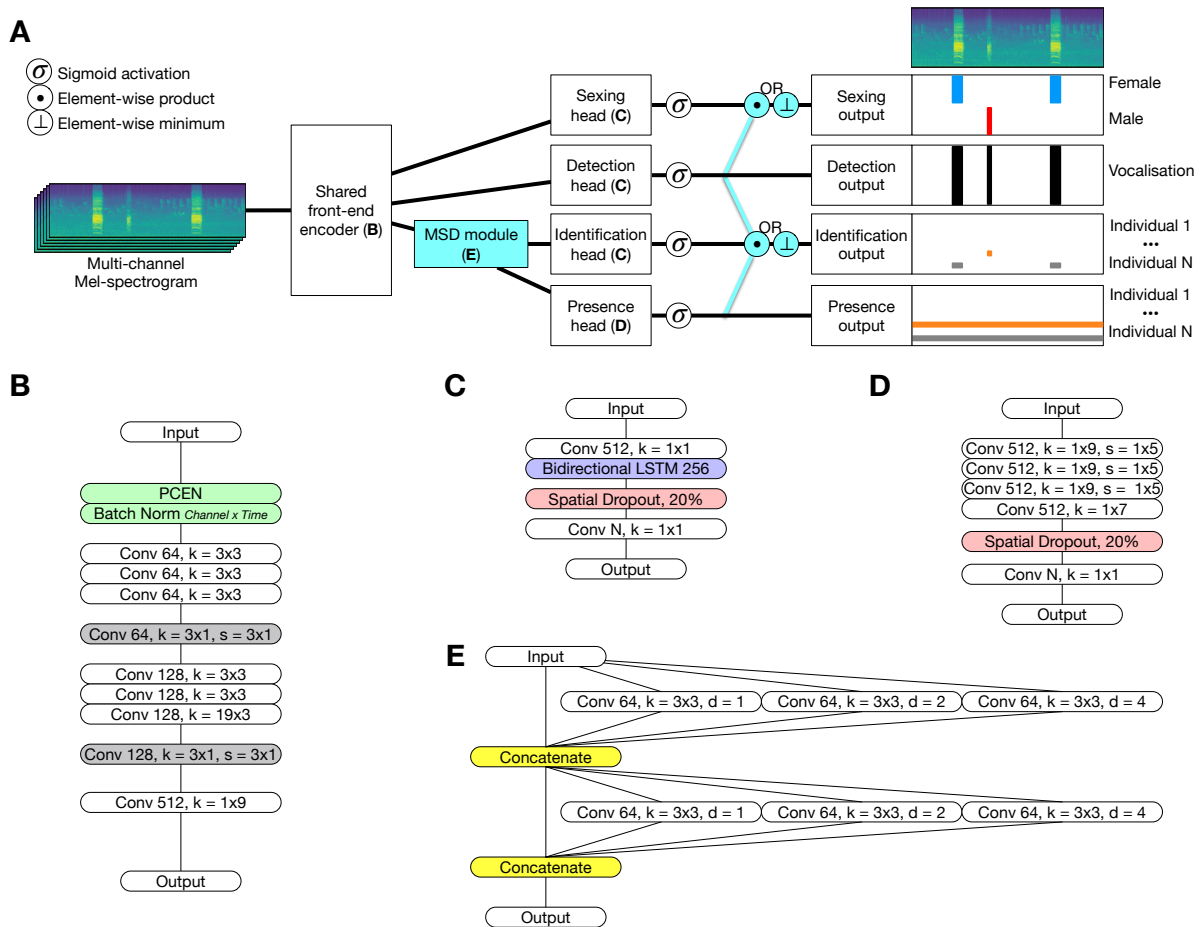 A
σ Sigmoid activation
• Element-wise product
⊥ Element-wise minimum
Multi-channel
Mel-spectrogram
Shared
front-end
encoder (B)
MSD module
(E)
Sexing
head (C)
Detection
head (C)
Identification
head (C)
Presence
head (D)
σ
σ
σ
σ
OR
• ⊥
OR
• ⊥
Sexing
output
Detection
output
Identification
output
Presence
output
Female
Male
Vocalisation
Individual 1
•••
Individual N
Individual 1
•••
Individual N
B
Input
PCEN
Batch Norm Channel x Time
Conv 64, k = 3x3
Conv 64, k = 3x3
Conv 64, k = 3x3
Conv 64, k = 3x1, s = 3x1
Conv 128, k = 3x3
Conv 128, k = 3x3
Conv 128, k = 19x3
Conv 128, k = 3x1, s = 3x1
Conv 512, k = 1x9
Output
C
Input
Conv 512, k = 1x1
Bidirectional LSTM 256
Spatial Dropout, 20%
Conv N, k = 1x1
Output
D
Input
Conv 512, k = 1x9, s = 1x5
Conv 512, k = 1x9, s = 1x5
Conv 512, k = 1x9, s = 1x5
Conv 512, k = 1x7
Spatial Dropout, 20%
Conv N, k = 1x1
Output
E
Input
Conv 64, k = 3x3, d = 1 Conv 64, k = 3x3, d = 2 Conv 64, k = 3x3, d = 4
Concatenate
Conv 64, k = 3x3, d = 1 Conv 64, k = 3x3, d = 2 Conv 64, k = 3x3, d = 4
Concatenate
Output